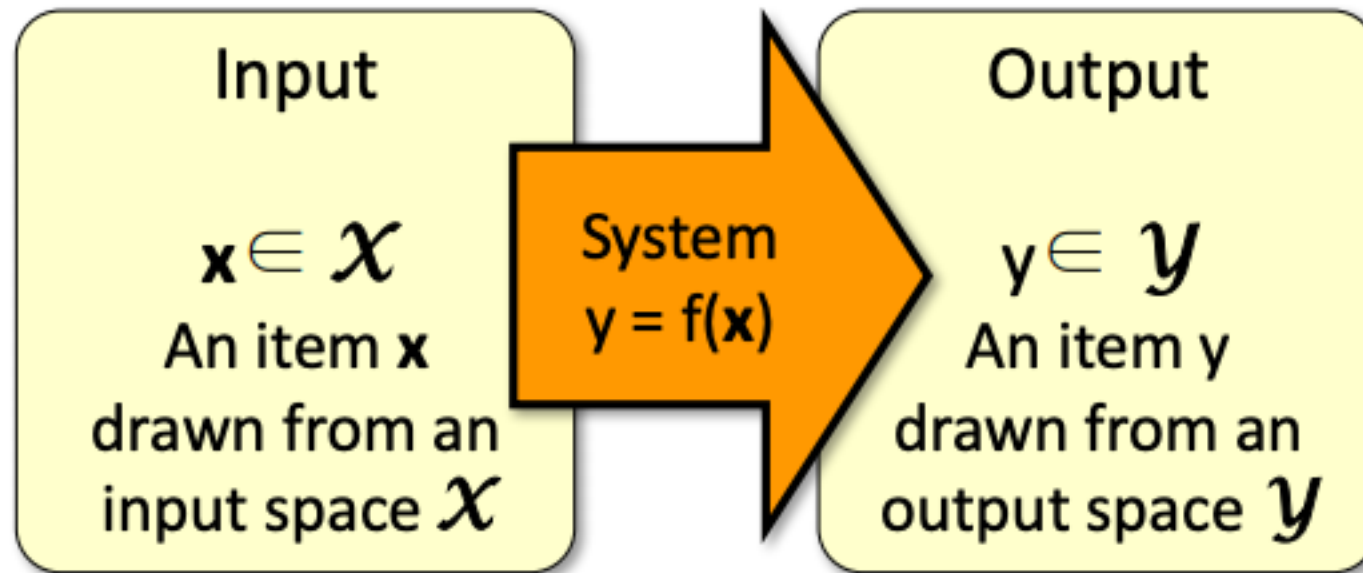 Input
x ∈ 𝒳
An item x
drawn from an
input space 𝒳
System
y = f(x)
Output
y ∈ 𝒴
An item y
drawn from an
output space 𝒴